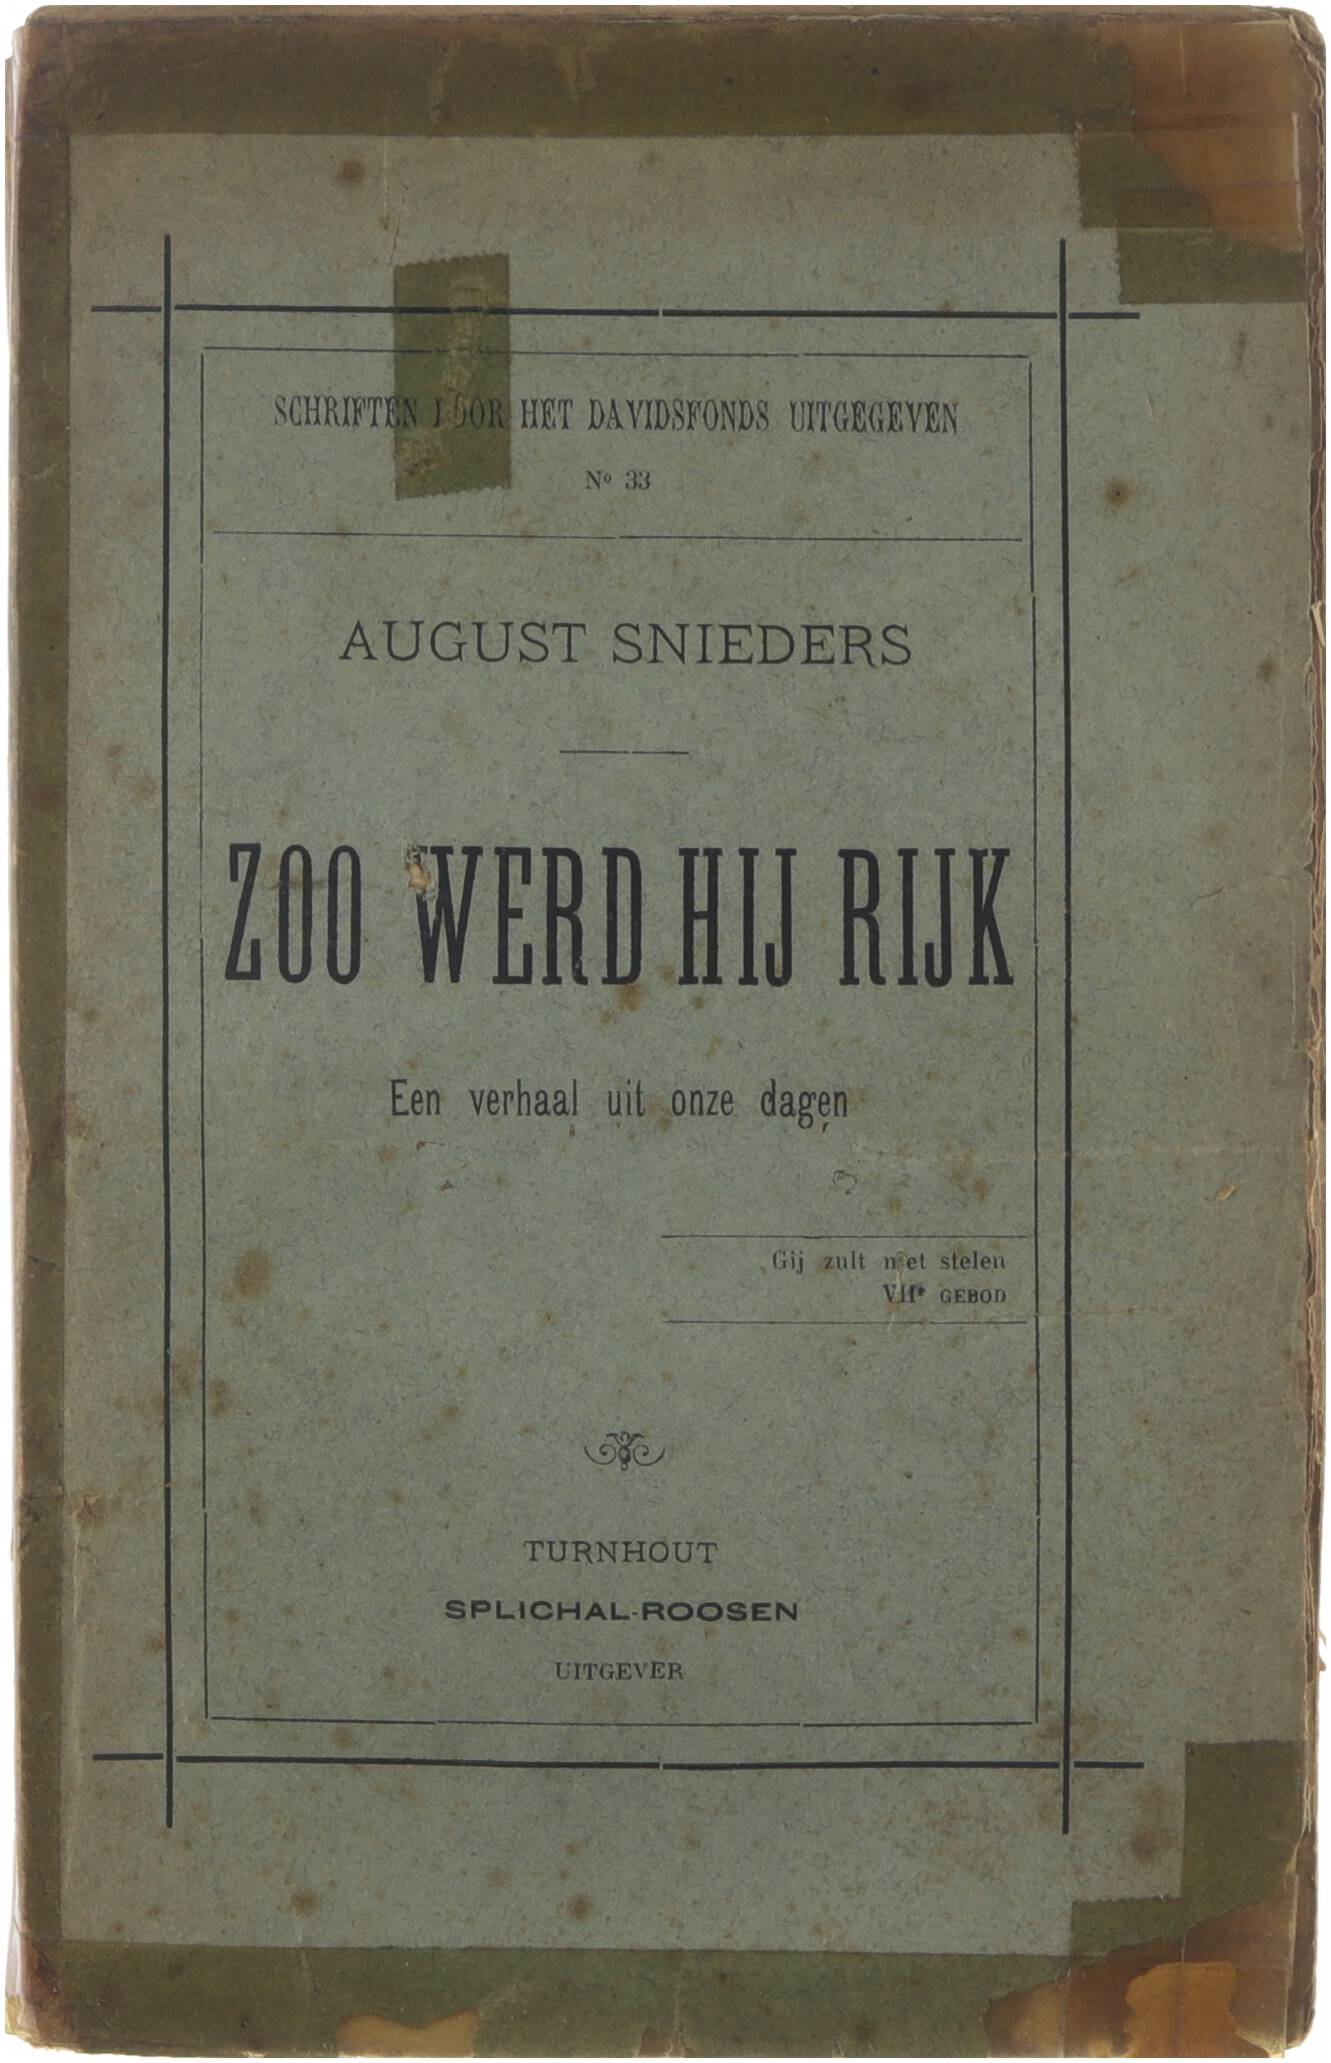 SCHRIFTEN DOOR HET DAVIDSFONDS UITGEGEVEN
No 33
AUGUST SNIEDERS
ZOO WERD HIJ RIJK
Een verhaal uit onze dagen
Gij zult niet stelen
VIIe GEBOD
TURNHOUT
SPLICHAL-ROOSEN
UITGEVER